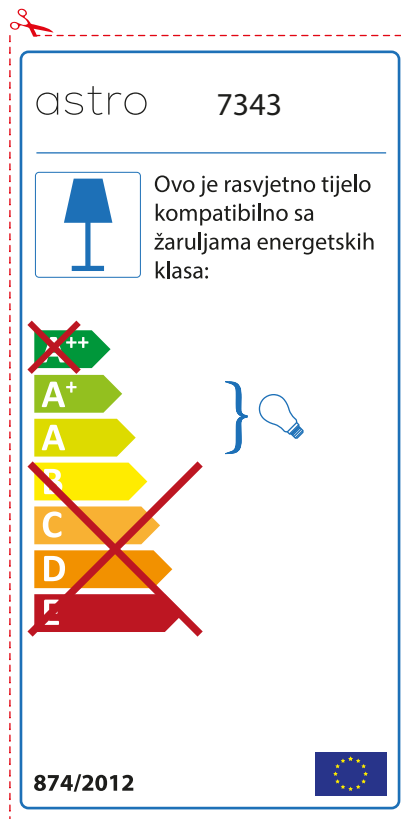 astro 7343
Ovo je rasvjetno tijelo
kompatibilno sa
žaruljama energetskih
klasa:
A++
A+
A
B
C
D
E
874/2012